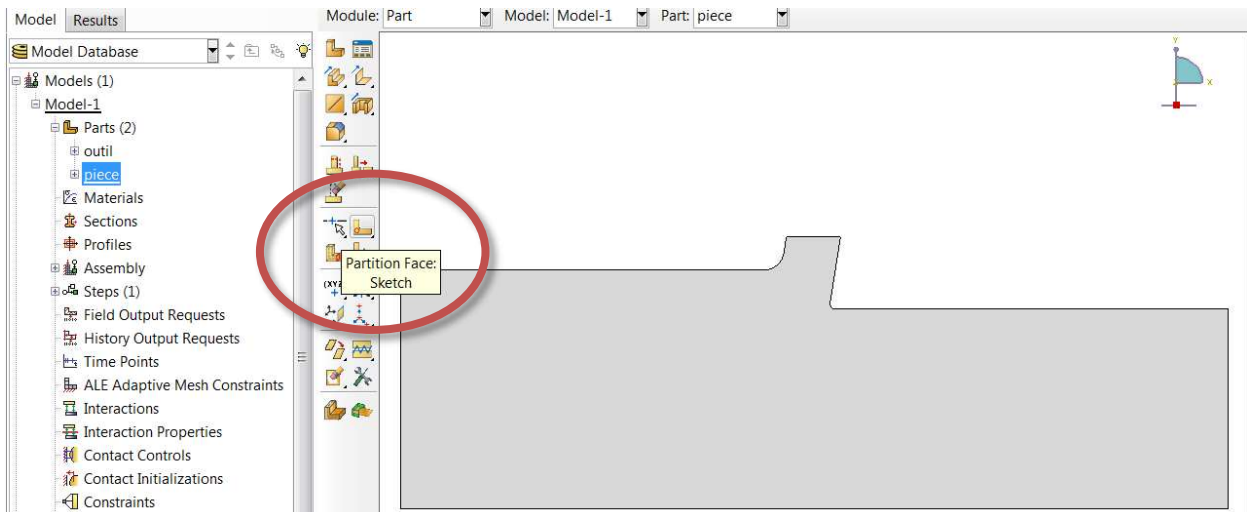 Model Results
Module: Part Model: Model-1 Part: piece
Model Database
Models (1)
Model-1
Parts (2)
outil
piece
Materials
Sections
Profiles
Assembly
Steps (1)
Field Output Requests
History Output Requests
Time Points
ALE Adaptive Mesh Constraints
Interactions
Interaction Properties
Contact Controls
Contact Initializations
Constraints
Partition Face:
Sketch
(XYZ
Y
X